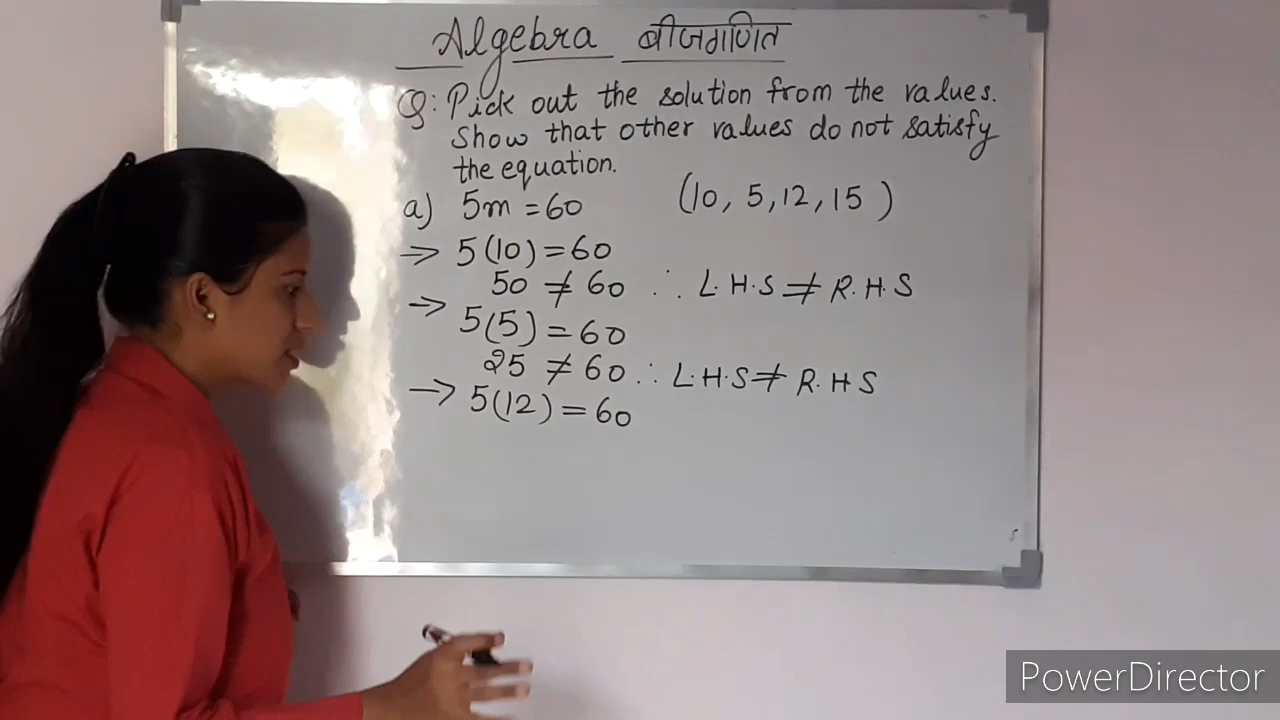 Algebra बीजगणित
Q: Pick out the solution from the values.
Show that other values do not satisfy
the equation.
a) 5m = 60 (10, 5, 12, 15 )
→ 5(10) = 60
50 ≠ 60 ∴ L.H.S ≠ R.H.S
→ 5(5) = 60
25 ≠ 60 ∴ L.H.S ≠ R.H S
→ 5(12) = 60
PowerDirector